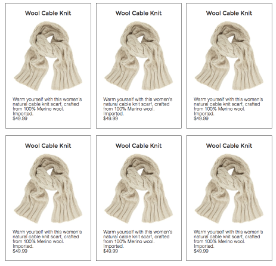 Wool Cable Knit
Warm yourself with this women's
natural cable knit scarf, crafted
from 100% Merino wool.
Imported.
$49.99
Wool Cable Knit
Warm yourself with this women's
natural cable knit scarf, crafted
from 100% Merino wool.
Imported.
$49.99
Wool Cable Knit
Warm yourself with this women's
natural cable knit scarf, crafted
from 100% Merino wool.
Imported.
$49.99
Wool Cable Knit
Warm yourself with this women's
natural cable knit scarf, crafted
from 100% Merino wool.
Imported.
$49.99
Wool Cable Knit
Warm yourself with this women's
natural cable knit scarf, crafted
from 100% Merino wool.
Imported.
$49.99
Wool Cable Knit
Warm yourself with this women's
natural cable knit scarf, crafted
from 100% Merino wool.
Imported.
$49.99